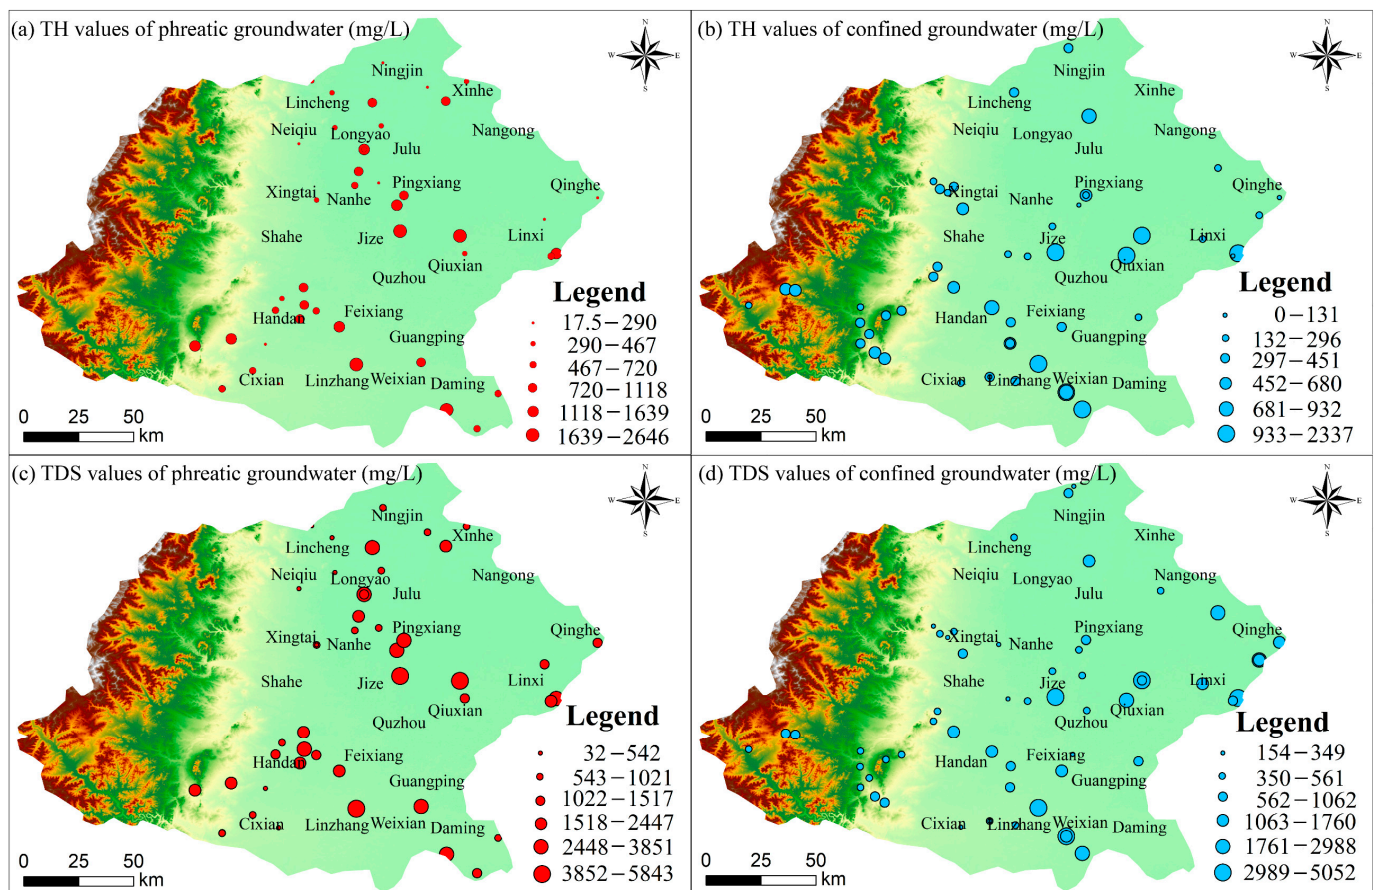 (a) TH values of phreatic groundwater (mg/L)
N
W
E
S
Ningjin
Xinhe
Lincheng
Neiqiu
Longyao
Nangong
Julu
Xingtai
Nanhe
Pingxiang
Qinghe
Shahe
Jize
Linxi
Quzhou
Qiuxian
Handan
Feixiang
Guangping
Cixian
Linzhang
Weixian
Daming
Legend
17.5−290
290−467
467−720
720−1118
1118−1639
1639−2646
0 25 50
km
(b) TH values of confined groundwater (mg/L)
N
W
E
S
Ningjin
Xinhe
Lincheng
Neiqiu
Longyao
Nangong
Julu
Xingtai
Nanhe
Pingxiang
Qinghe
Shahe
Jize
Linxi
Quzhou
Qiuxian
Handan
Feixiang
Guangping
Cixian
Linzhang
Weixian
Daming
Legend
0−131
132−296
297−451
452−680
681−932
933−2337
0 25 50
km
(c) TDS values of phreatic groundwater (mg/L)
N
W
E
S
Ningjin
Xinhe
Lincheng
Neiqiu
Longyao
Nangong
Julu
Xingtai
Nanhe
Pingxiang
Qinghe
Shahe
Jize
Linxi
Quzhou
Qiuxian
Handan
Feixiang
Guangping
Cixian
Linzhang
Weixian
Daming
Legend
32−542
543−1021
1022−1517
1518−2447
2448−3851
3852−5843
0 25 50
km
(d) TDS values of confined groundwater (mg/L)
N
W
E
S
Ningjin
Xinhe
Lincheng
Neiqiu
Longyao
Nangong
Julu
Xingtai
Nanhe
Pingxiang
Qinghe
Shahe
Jize
Linxi
Quzhou
Qiuxian
Handan
Feixiang
Guangping
Cixian
Linzhang
Weixian
Daming
Legend
154−349
350−561
562−1062
1063−1760
1761−2988
2989−5052
0 25 50
km